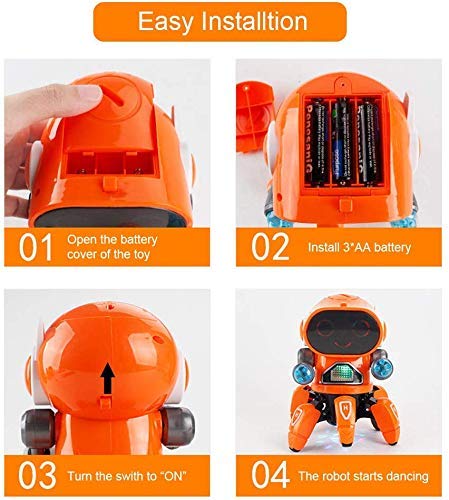 Easy Installtion
01 Open the battery
cover of the toy
02 Install 3*AA battery
03 Turn the swith to “ON”
04 The robot starts dancing
H
H